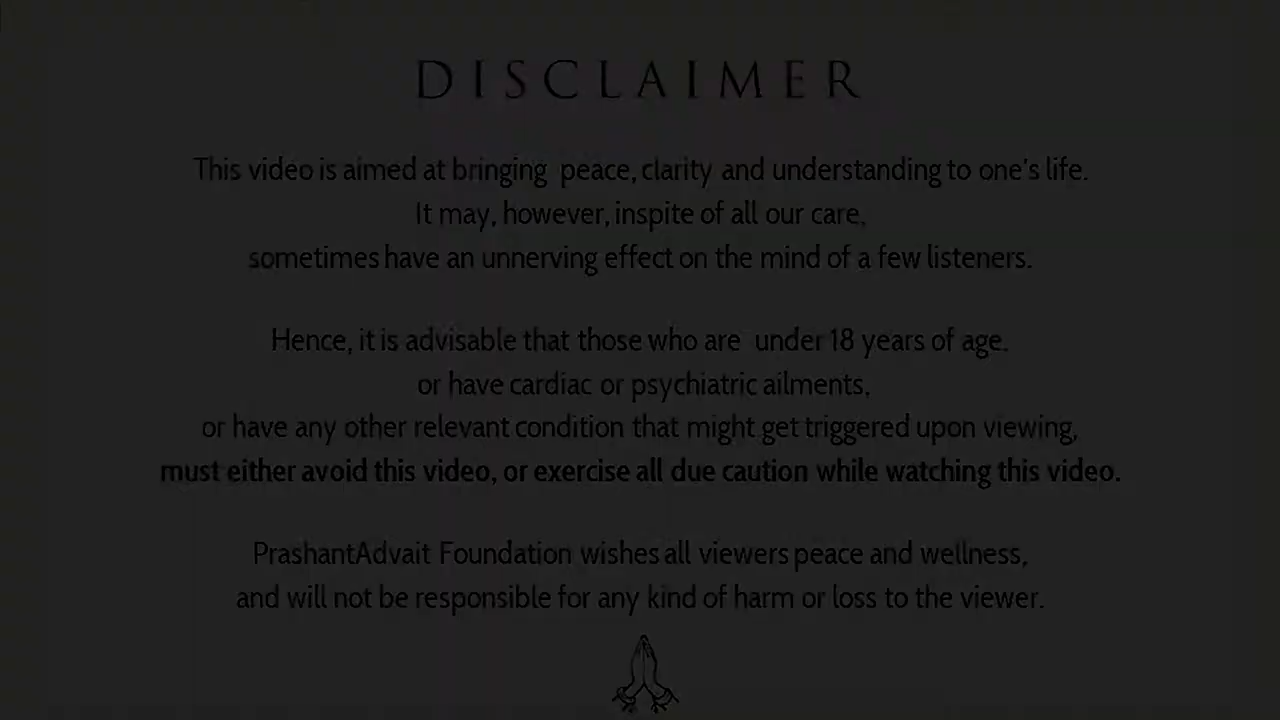 DISCLAIMER
This video is aimed at bringing peace, clarity and understanding to one's life.
It may, however, inspite of all our care,
sometimes have an unnerving effect on the mind of a few listeners.
Hence, it is advisable that those who are under 18 years of age.
or have cardiac or psychiatric ailments,
or have any other relevant condition that might get triggered upon viewing,
must either avoid this video, or exercise all due caution while watching this video.
PrashantAdvait Foundation wishes all viewers peace and wellness,
and will not be responsible for any kind of harm or loss to the viewer.